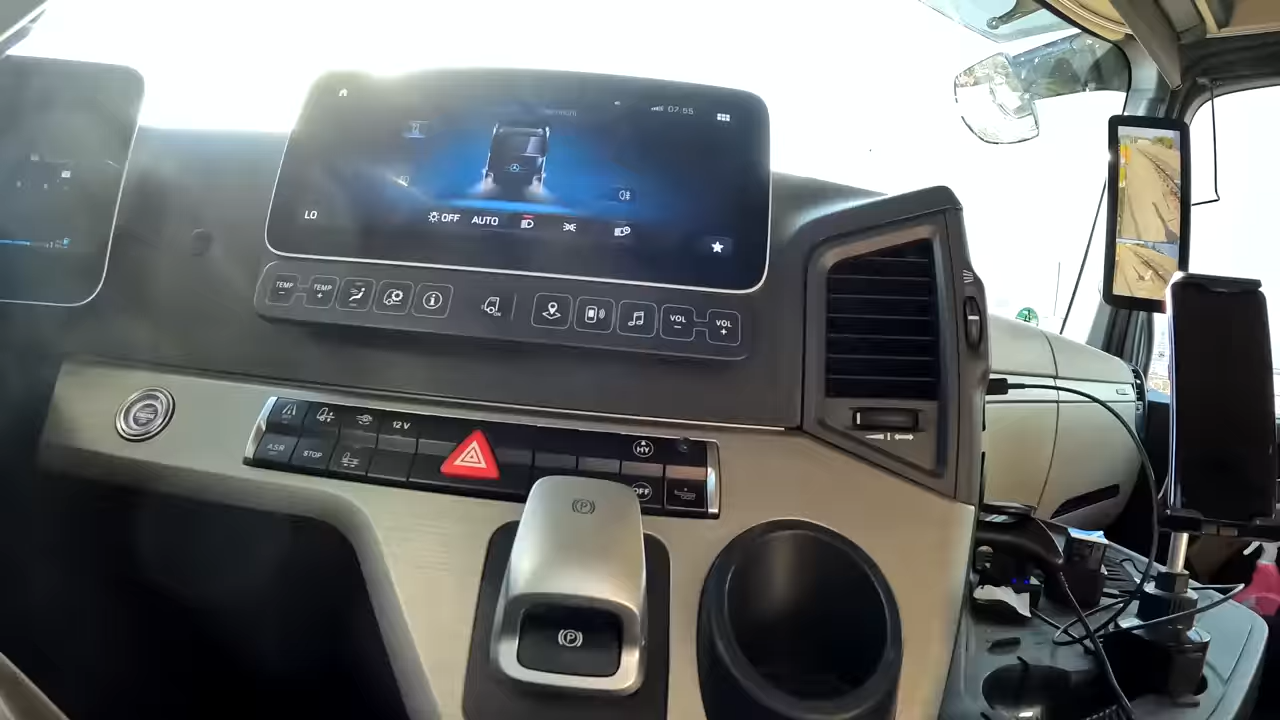 07:55
LO
OFF
AUTO
TEMP
−
TEMP
+
VOL
−
VOL
+
12 V
ASR
STOP
HY
OFF
(P)
(P)